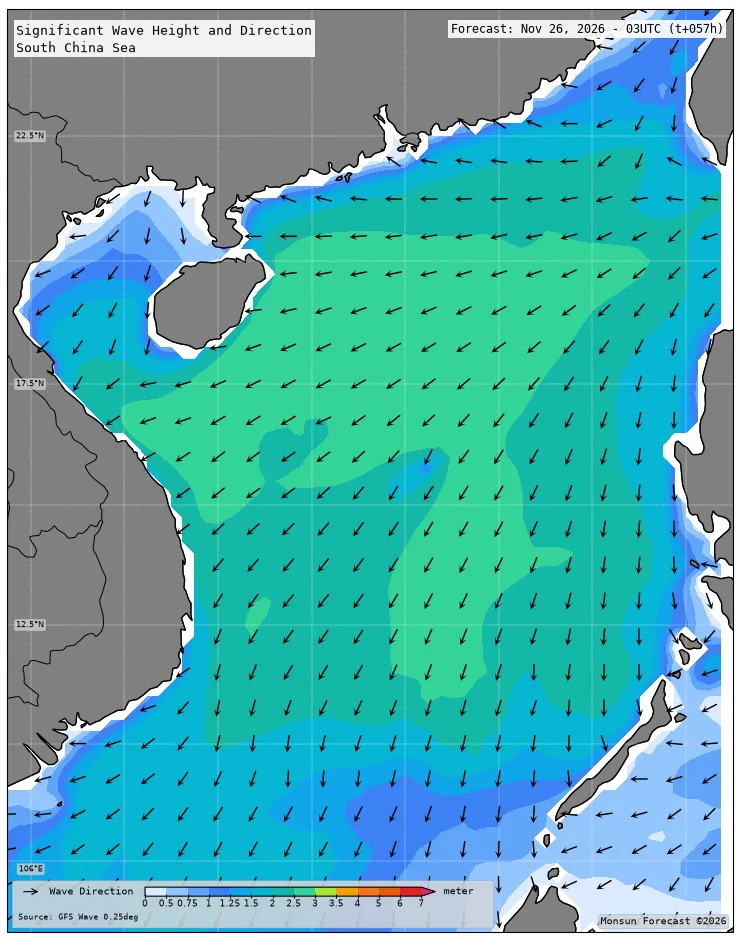 Significant Wave Height and Direction
South China Sea
Forecast: Nov 26, 2026 - 03UTC (t+057h)
22.5°N
17.5°N
12.5°N
106°E
Wave Direction
meter
0 0.5 0.75 1 1.25 1.5 2 2.5 3 3.5 4 5 6 7
Source: GFS Wave 0.25deg
Monsun Forecast ©2026